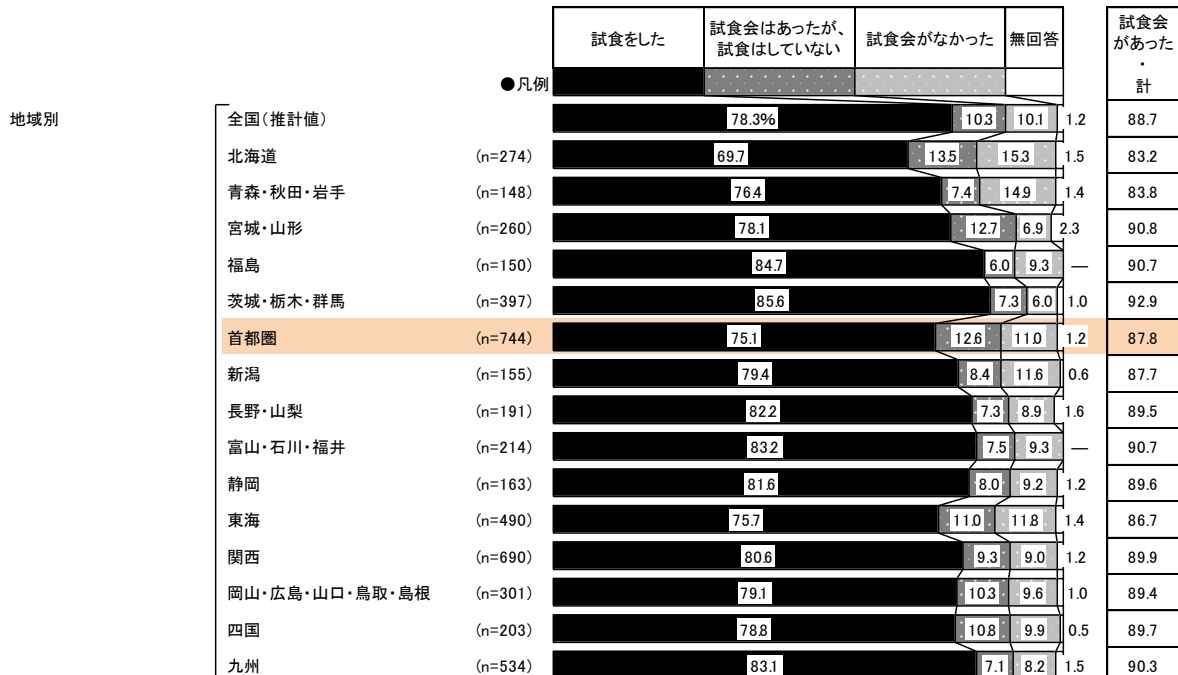 試食をした 試食会はあったが、試食はしていない 試食会がなかった 無回答 試食会があった・計
●凡例
地域別
全国(推計値) 78.3% 10.3 10.1 1.2 88.7
北海道 (n=274) 69.7 13.5 15.3 1.5 83.2
青森・秋田・岩手 (n=148) 76.4 7.4 14.9 1.4 83.8
宮城・山形 (n=260) 78.1 12.7 6.9 2.3 90.8
福島 (n=150) 84.7 6.0 9.3 — 90.7
茨城・栃木・群馬 (n=397) 85.6 7.3 6.0 1.0 92.9
首都圏 (n=744) 75.1 12.6 11.0 1.2 87.8
新潟 (n=155) 79.4 8.4 11.6 0.6 87.7
長野・山梨 (n=191) 82.2 7.3 8.9 1.6 89.5
富山・石川・福井 (n=214) 83.2 7.5 9.3 — 90.7
静岡 (n=163) 81.6 8.0 9.2 1.2 89.6
東海 (n=490) 75.7 11.0 11.8 1.4 86.7
関西 (n=690) 80.6 9.3 9.0 1.2 89.9
岡山・広島・山口・鳥取・島根 (n=301) 79.1 10.3 9.6 1.0 89.4
四国 (n=203) 78.8 10.8 9.9 0.5 89.7
九州 (n=534) 83.1 7.1 8.2 1.5 90.3